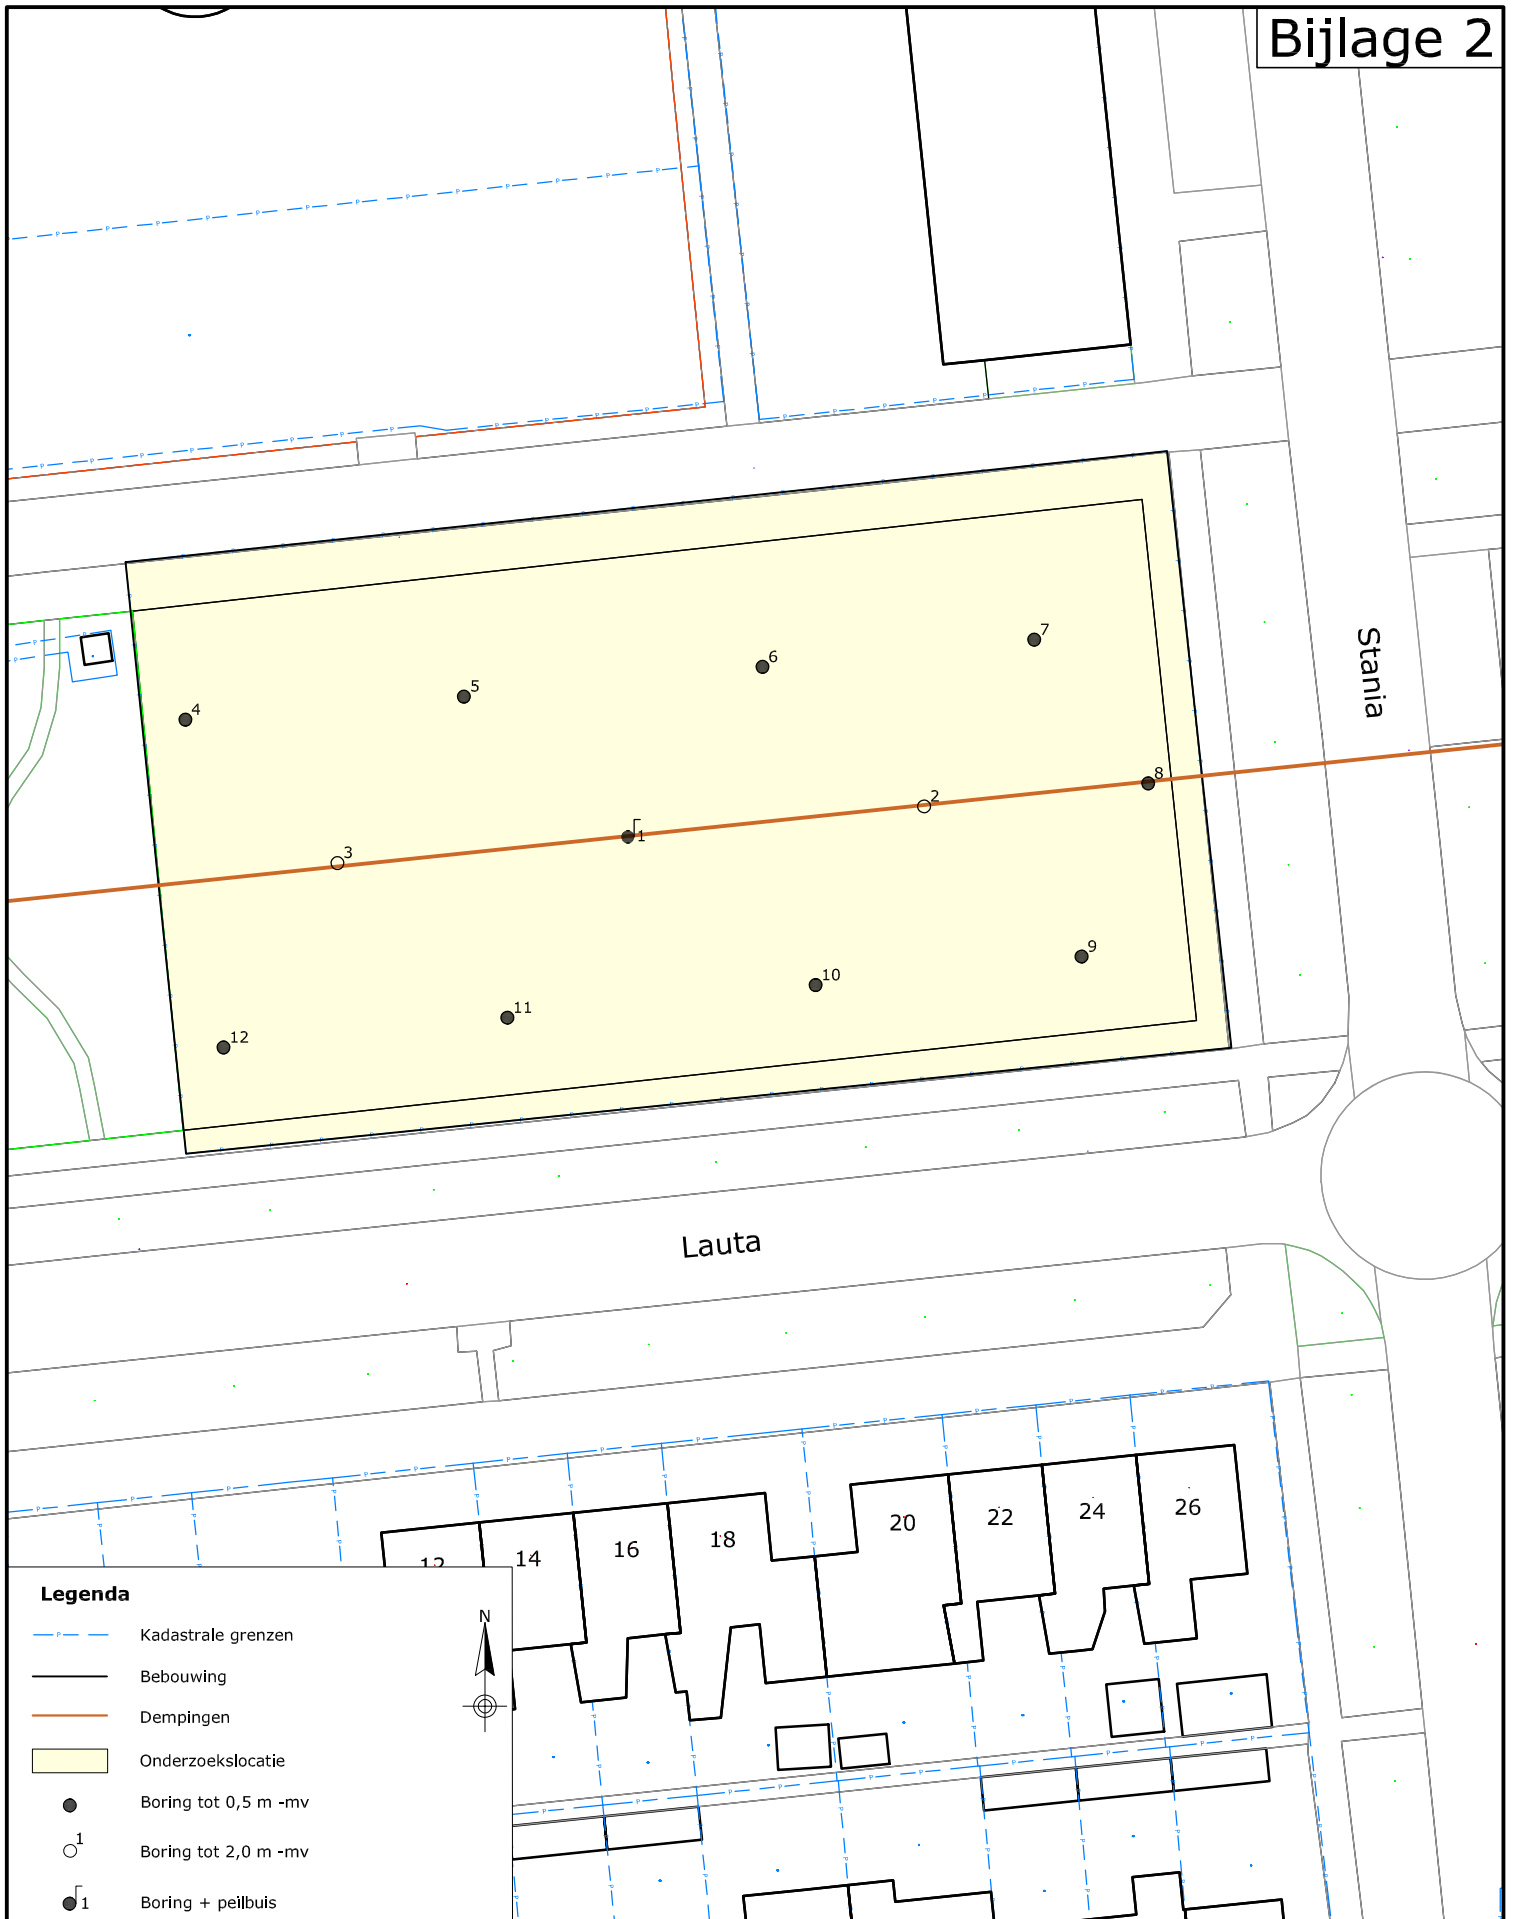 Bijlage 2
7
6
5
4
Stania
8
2
1
3
9
10
11
12
Lauta
26
24
22
20
18
16
14
12
Legenda
N
P Kadastrale grenzen
Bebouwing
Dempingen
Onderzoekslocatie
Boring tot 0,5 m -mv
1 Boring tot 2,0 m -mv
1 Boring + peilbuis